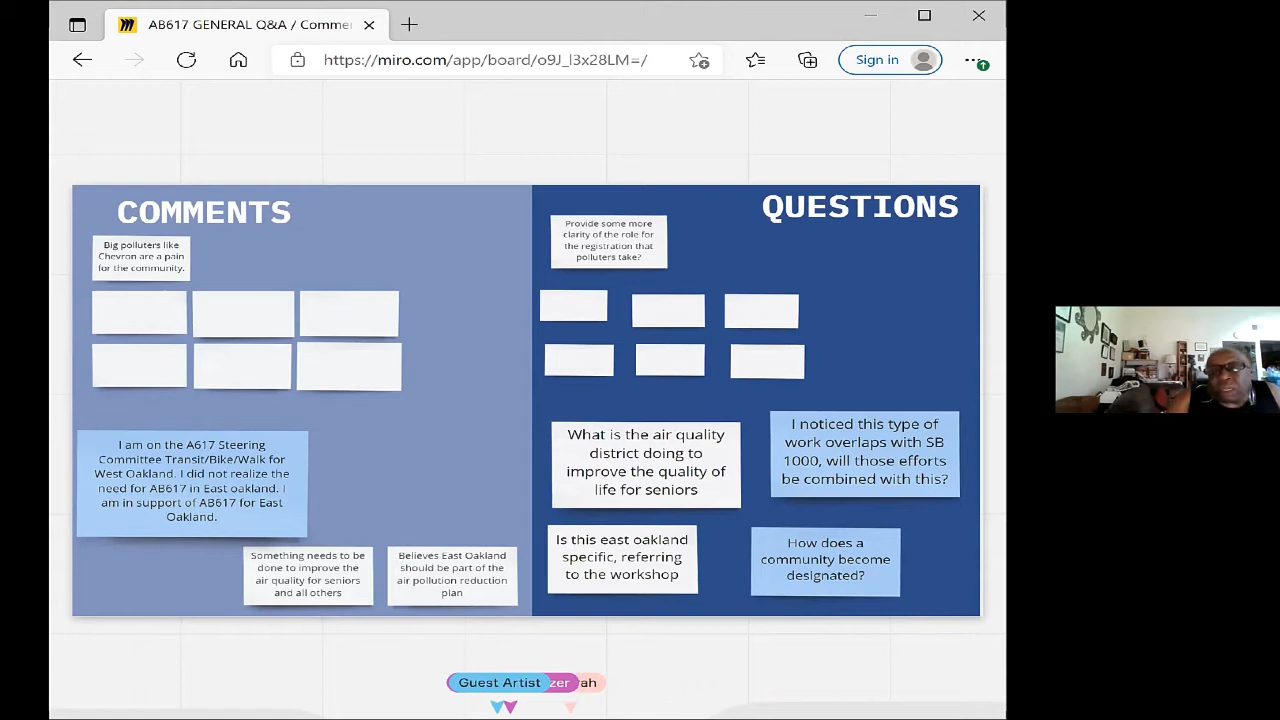 AB617 GENERAL Q&A / Comme
https://miro.com/app/board/o9J_l3x28LM=/
Sign in
COMMENTS
Big polluters like
Chevron are a pain
for the community.
I am on the A617 Steering
Committee Transit/Bike/Walk for
West Oakland. I did not realize the
need for AB617 in East oakland. I
am in support of AB617 for East
Oakland.
Something needs to be
done to improve the
air quality for seniors
and all others
Believes East Oakland
should be part of the
air pollution reduction
plan
QUESTIONS
Provide some more
clarity of the role for
the registration that
polluters take?
What is the air quality
district doing to
improve the quality of
life for seniors
I noticed this type of
work overlaps with SB
1000, will those efforts
be combined with this?
Is this east oakland
specific, referring
to the workshop
How does a
community become
designated?
Guest Artist zer ah